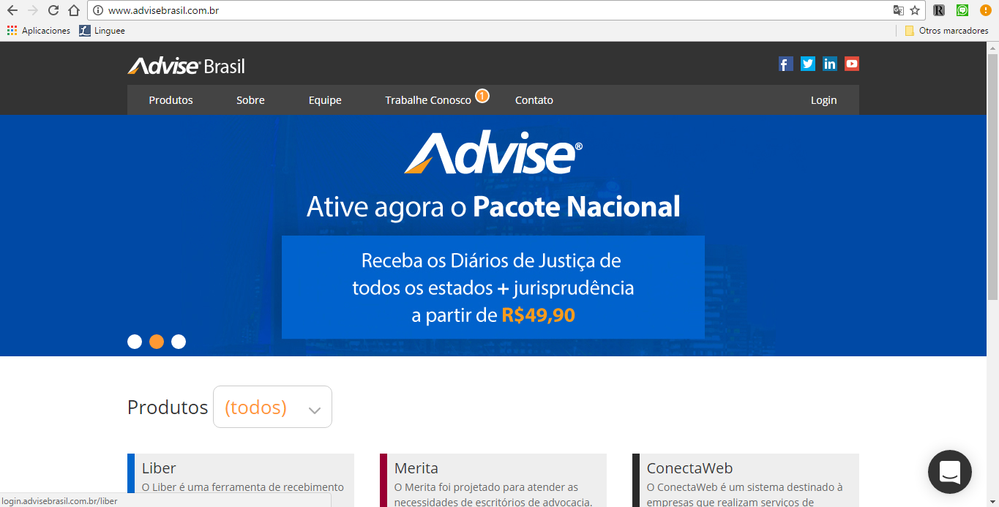 www.advisebrasil.com.br
Aplicaciones
Linguee
Otros marcadores
Advise® Brasil
Produtos
Sobre
Equipe
Trabalhe Conosco
1
Contato
Login
Advise®
Ative agora o Pacote Nacional
Receba os Diários de Justiça de
todos os estados + jurisprudência
a partir de R$49,90
Produtos (todos)
Liber
O Liber é uma ferramenta de recebimento
Merita
O Merita foi projetado para atender as
necessidades de escritórios de advocacia.
ConectaWeb
O ConectaWeb é um sistema destinado à
empresas que realizam serviços de
login.advisebrasil.com.br/liber